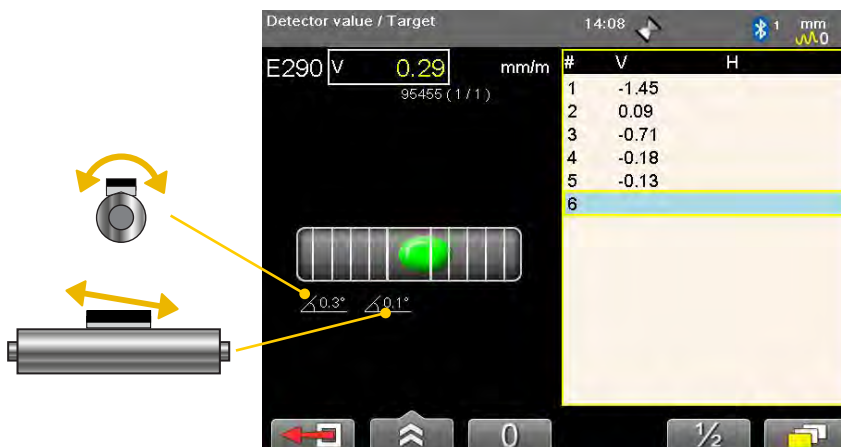 Detector value / Target 14:08 1 mm
0
E290 V 0.29 mm/m
95455 ( 1 / 1 )
# V H
1 -1.45
2 0.09
3 -0.71
4 -0.18
5 -0.13
6
0.3° 0.1°
0 ½